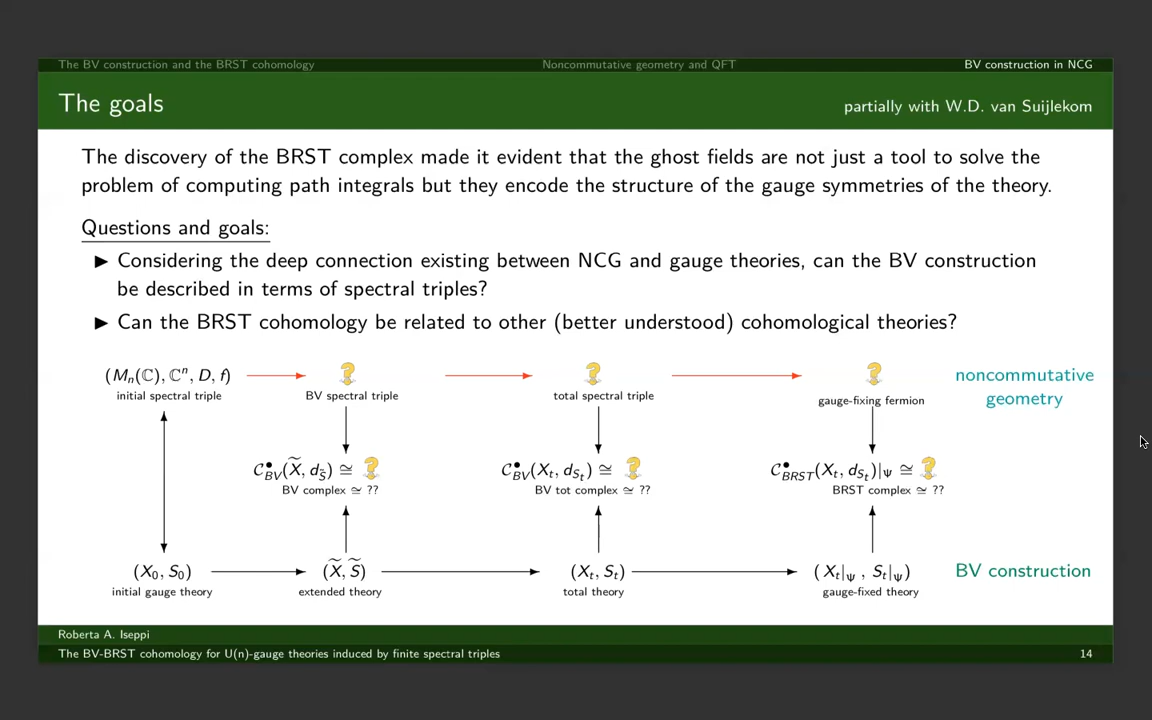 The BV construction and the BRST cohomology
Noncommutative geometry and QFT
BV construction in NCG
The goals
partially with W.D. van Suijlekom
The discovery of the BRST complex made it evident that the ghost fields are not just a tool to solve the
problem of computing path integrals but they encode the structure of the gauge symmetries of the theory.
Questions and goals:
▶ Considering the deep connection existing between NCG and gauge theories, can the BV construction
be described in terms of spectral triples?
▶ Can the BRST cohomology be related to other (better understood) cohomological theories?
(Mₙ(ℂ), ℂⁿ, D, f)
initial spectral triple
?
BV spectral triple
?
total spectral triple
?
gauge-fixing fermion
noncommutative
geometry
C•_BV(X̃, d_S̃) ≅ ?
BV complex ≅ ??
C•_BV(X_t, d_{S_t}) ≅ ?
BV tot complex ≅ ??
C•_BRST(X_t, d_{S_t})|_Ψ ≅ ?
BRST complex ≅ ??
(X₀, S₀)
initial gauge theory
(X̃, S̃)
extended theory
(X_t, S_t)
total theory
(X_t|_Ψ , S_t|_Ψ)
gauge-fixed theory
BV construction
Roberta A. Iseppi
The BV-BRST cohomology for U(n)-gauge theories induced by finite spectral triples
14